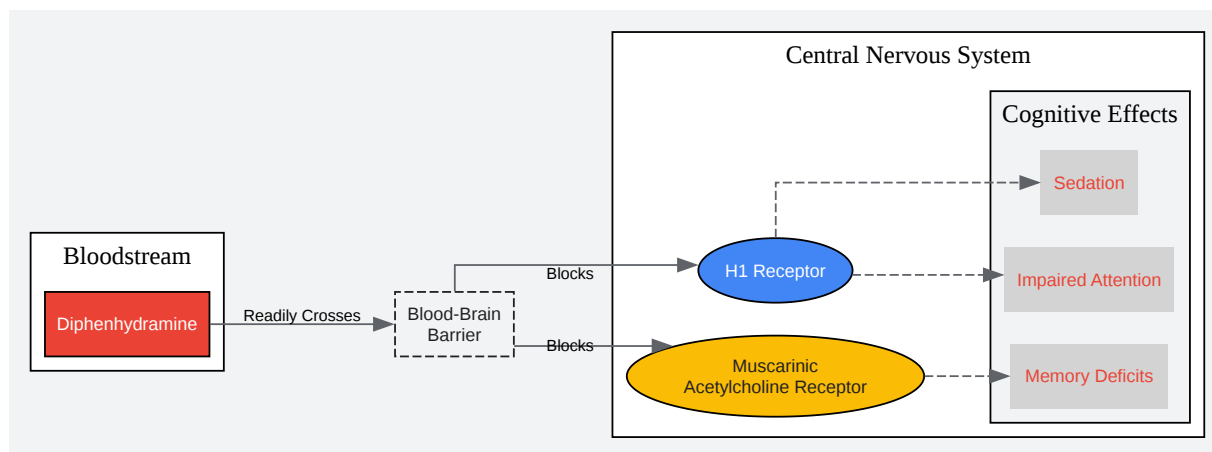 Central Nervous System
Cognitive Effects
Sedation
Bloodstream
H1 Receptor
Blocks
Impaired Attention
Diphenhydramine
Readily Crosses
Blood-Brain
Barrier
Blocks
Muscarinic
Acetylcholine Receptor
Memory Deficits